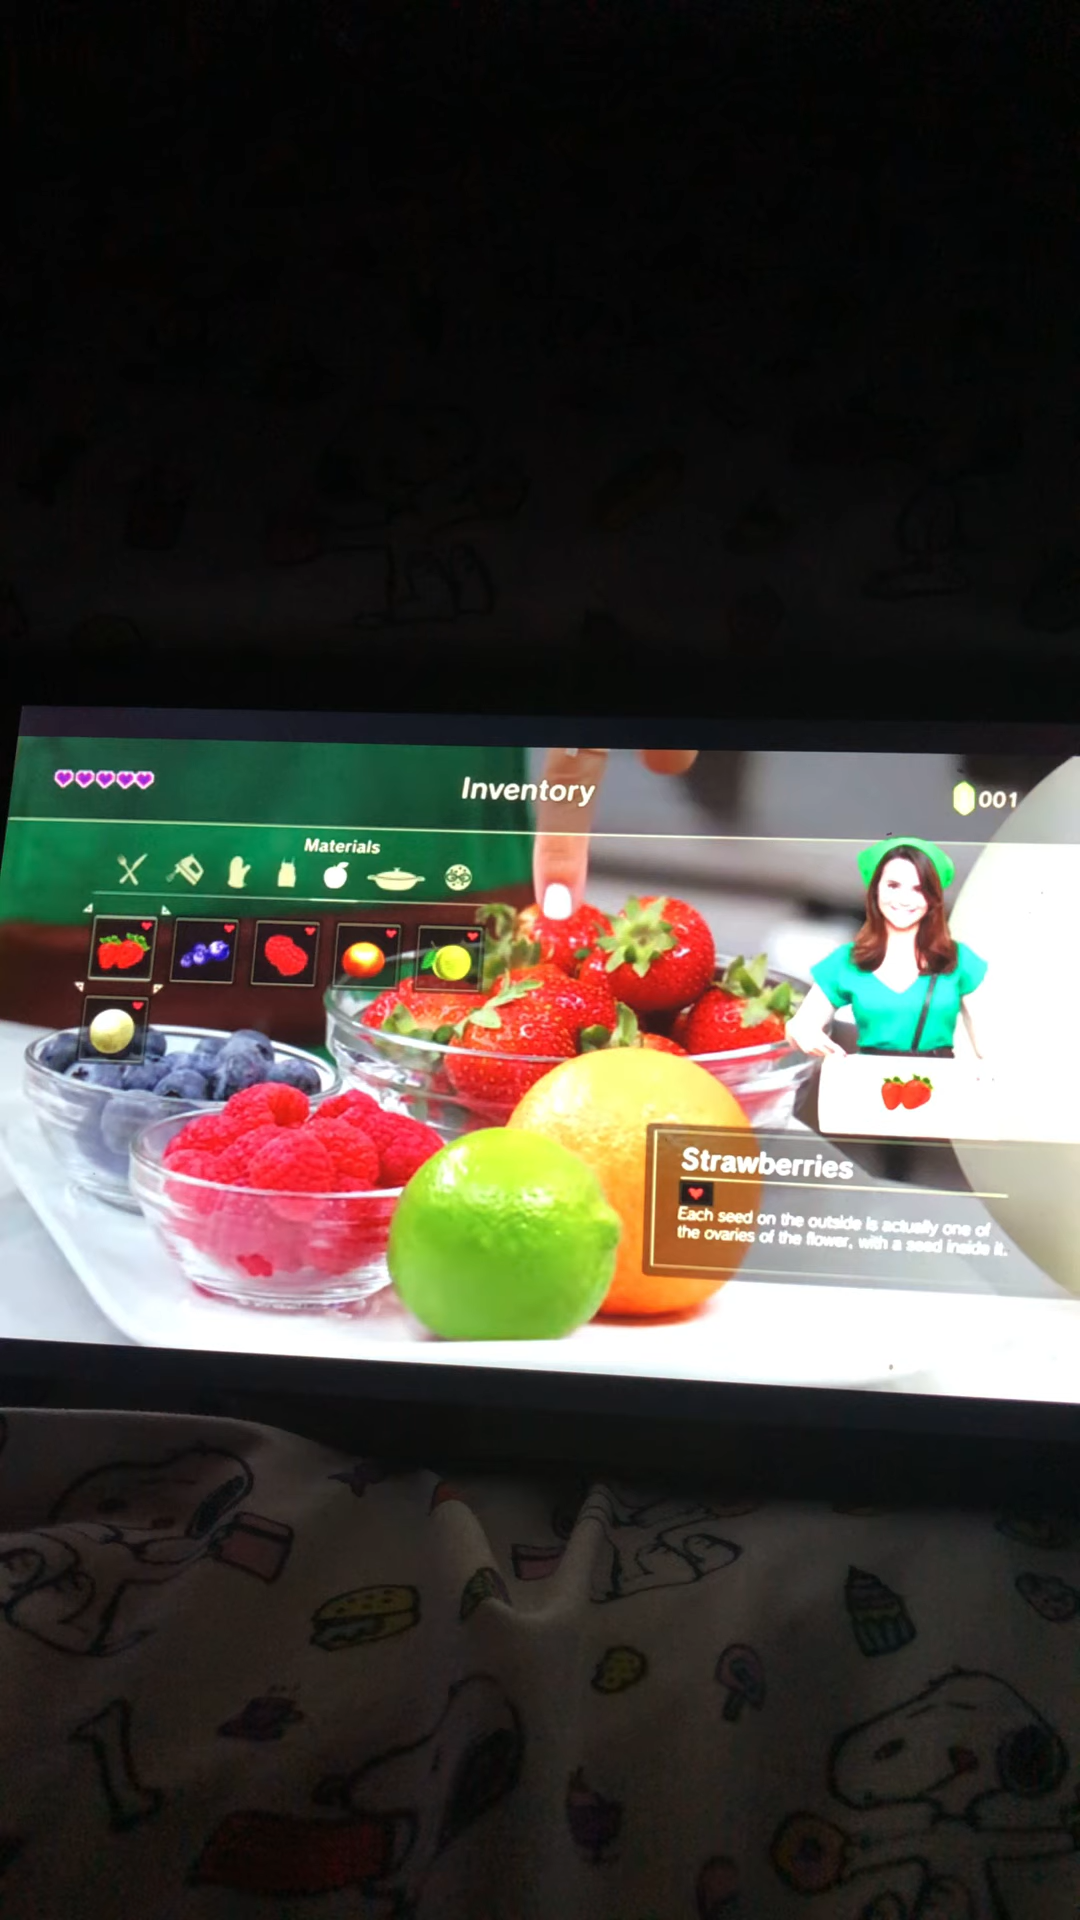 Inventory
001
Materials
Strawberries
Each seed on the outside is actually one of
the ovaries of the flower, with a seed inside it.